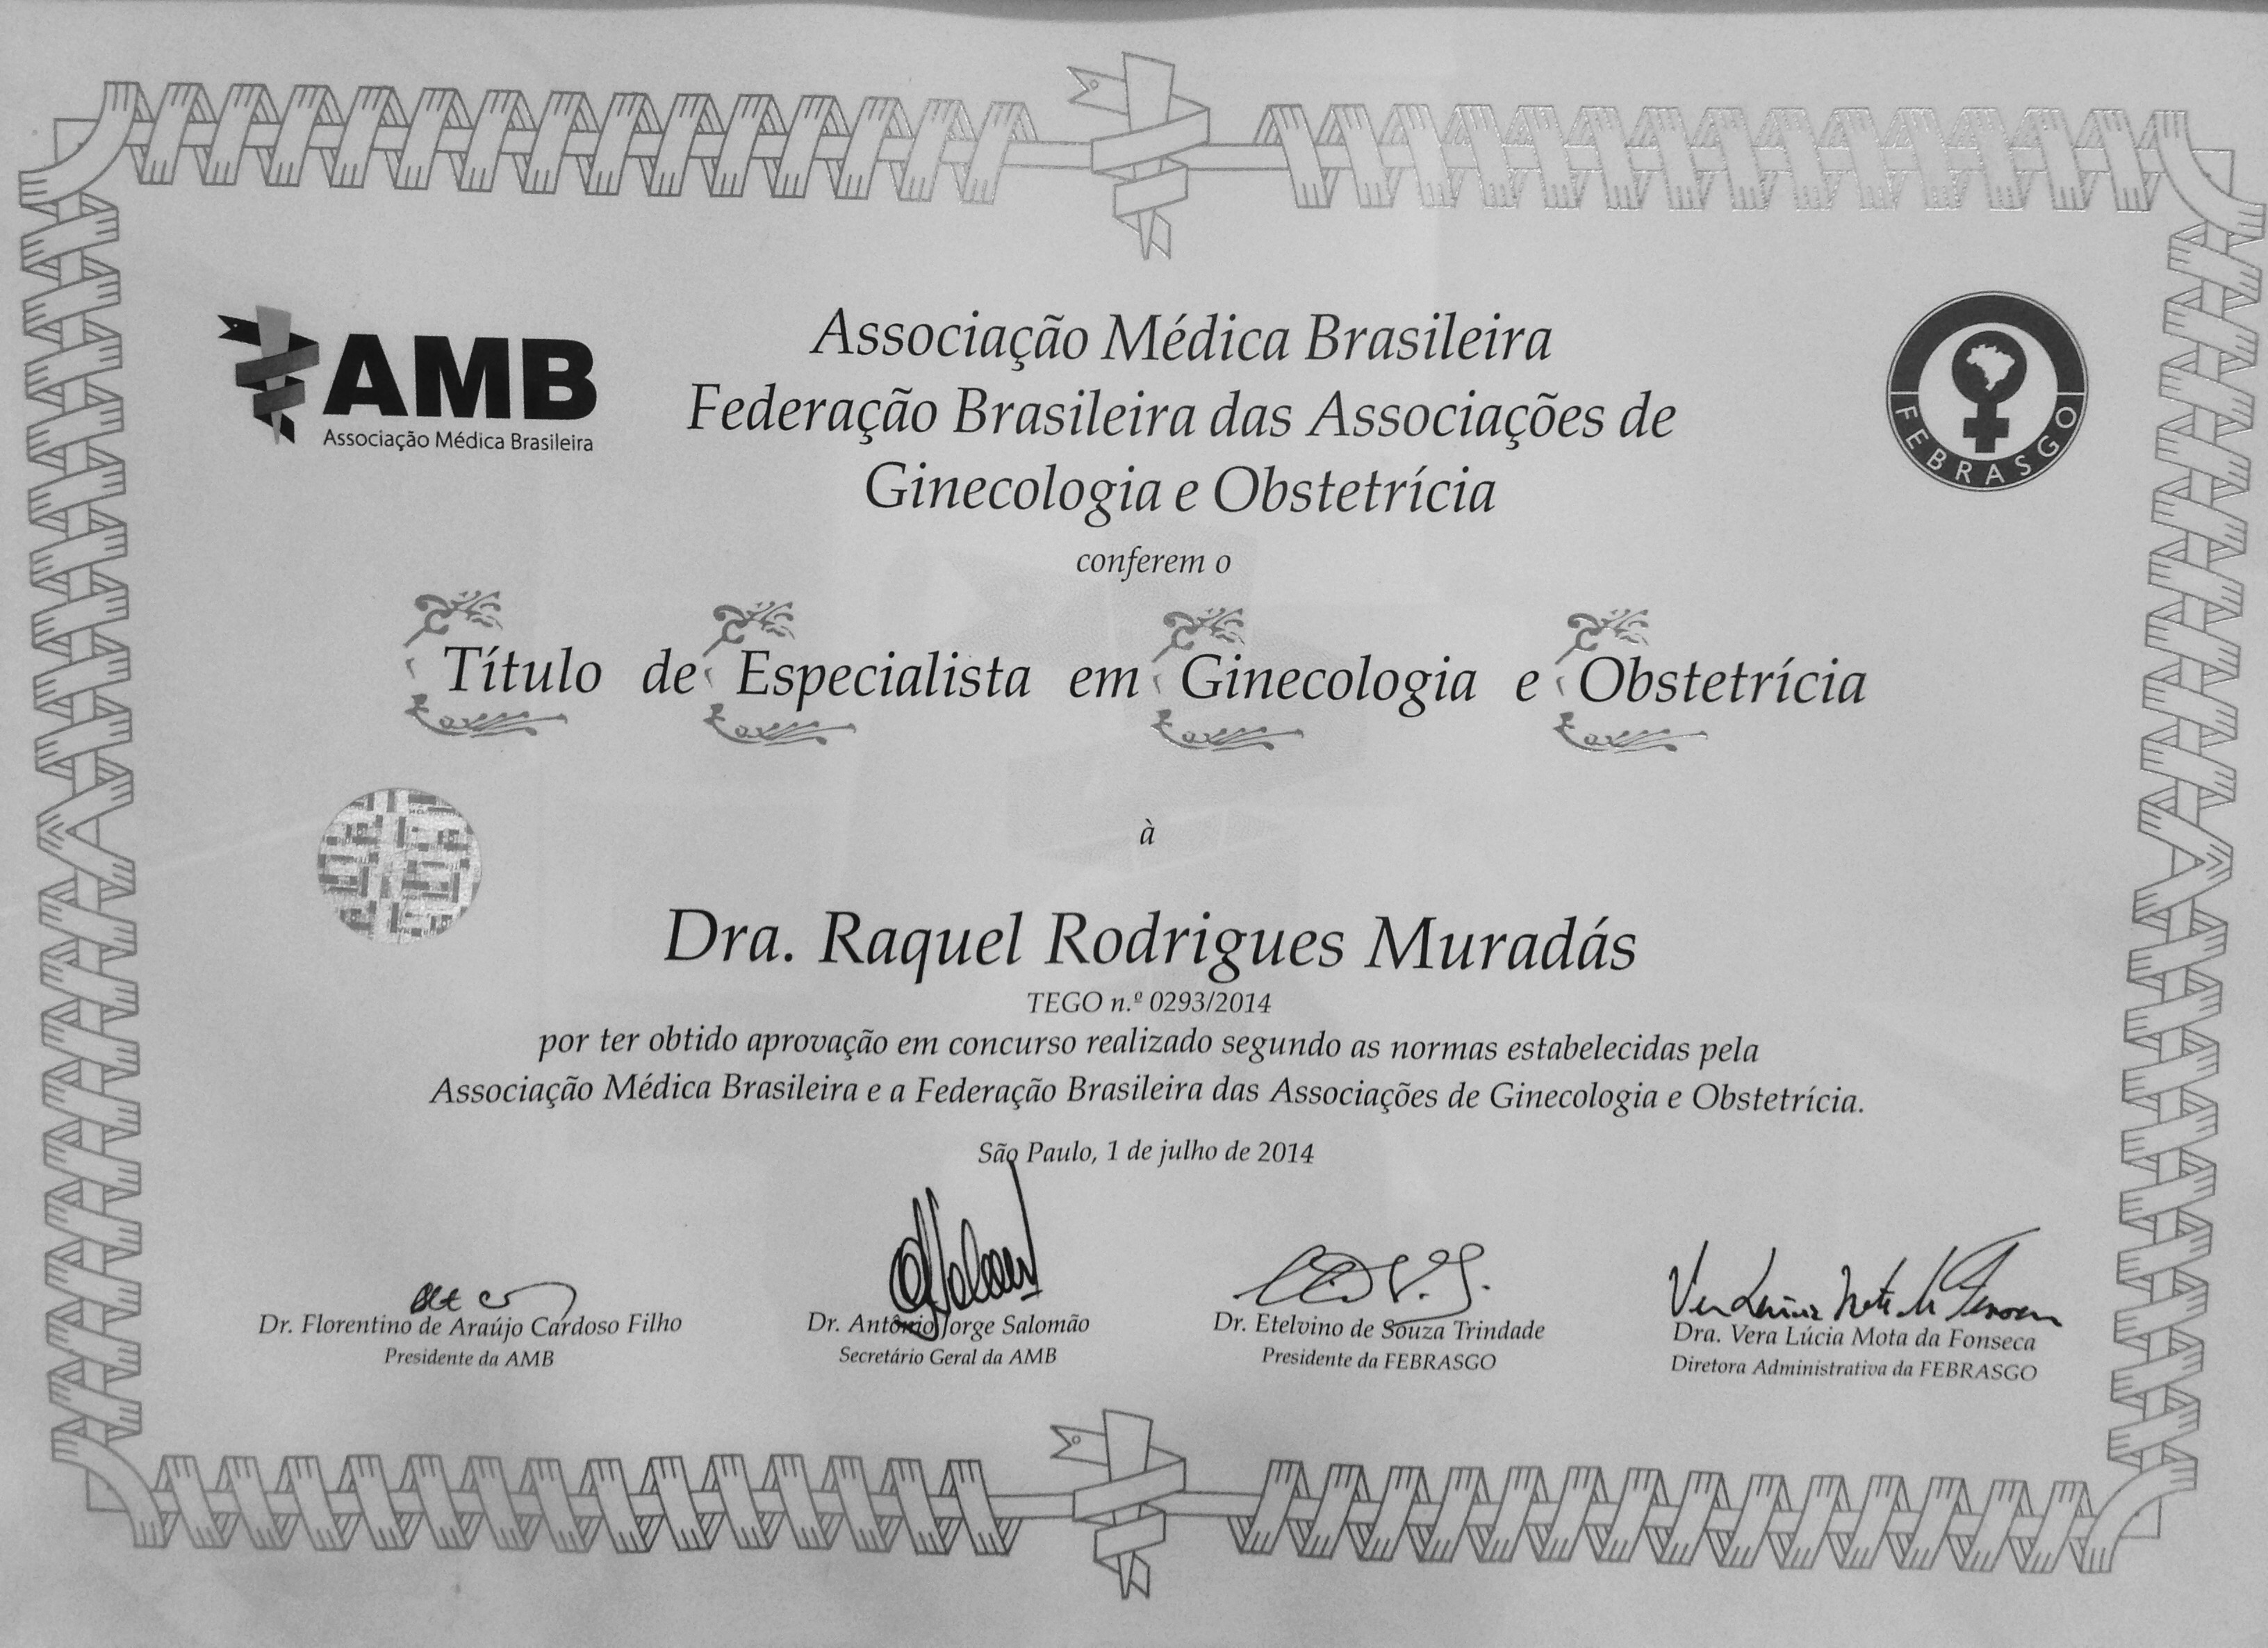 AMB
Associação Médica Brasileira
Associação Médica Brasileira
Federação Brasileira das Associações de
Ginecologia e Obstetrícia
FEBRASGO
conferem o
Título de Especialista em Ginecologia e Obstetrícia
à
Dra. Raquel Rodrigues Muradás
TEGO n.º 0293/2014
por ter obtido aprovação em concurso realizado segundo as normas estabelecidas pela
Associação Médica Brasileira e a Federação Brasileira das Associações de Ginecologia e Obstetrícia.
São Paulo, 1 de julho de 2014
Dr. Florentino de Araújo Cardoso Filho
Presidente da AMB
Dr. Antônio Jorge Salomão
Secretário Geral da AMB
Dr. Etelvino de Souza Trindade
Presidente da FEBRASGO
Dra. Vera Lúcia Mota da Fonseca
Diretora Administrativa da FEBRASGO